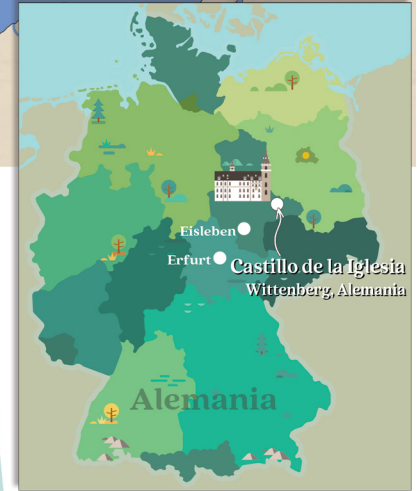 Eisleben
Erfurt
Castillo de la Iglesia
Wittenberg, Alemania
Alemania